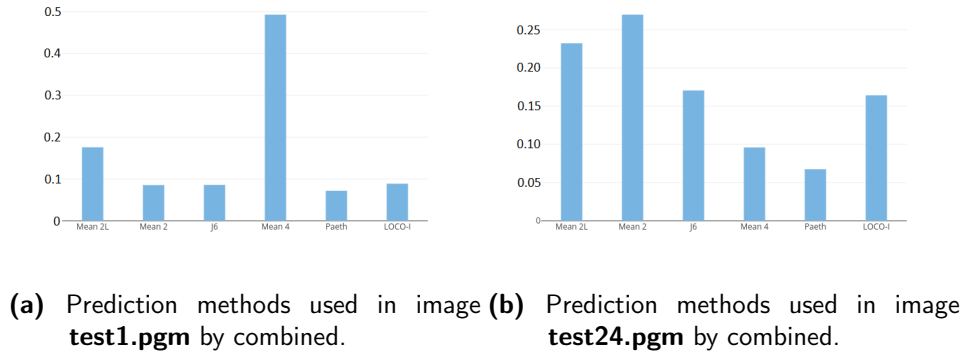 0.5
0.4
0.3
0.2
0.1
0
Mean 2L Mean 2 J6 Mean 4 Paeth LOCO-I
0.25
0.20
0.15
0.10
0.05
0
Mean 2L Mean 2 J6 Mean 4 Paeth LOCO-I
(a) Prediction methods used in image
test1.pgm by combined.
(b) Prediction methods used in image
test24.pgm by combined.